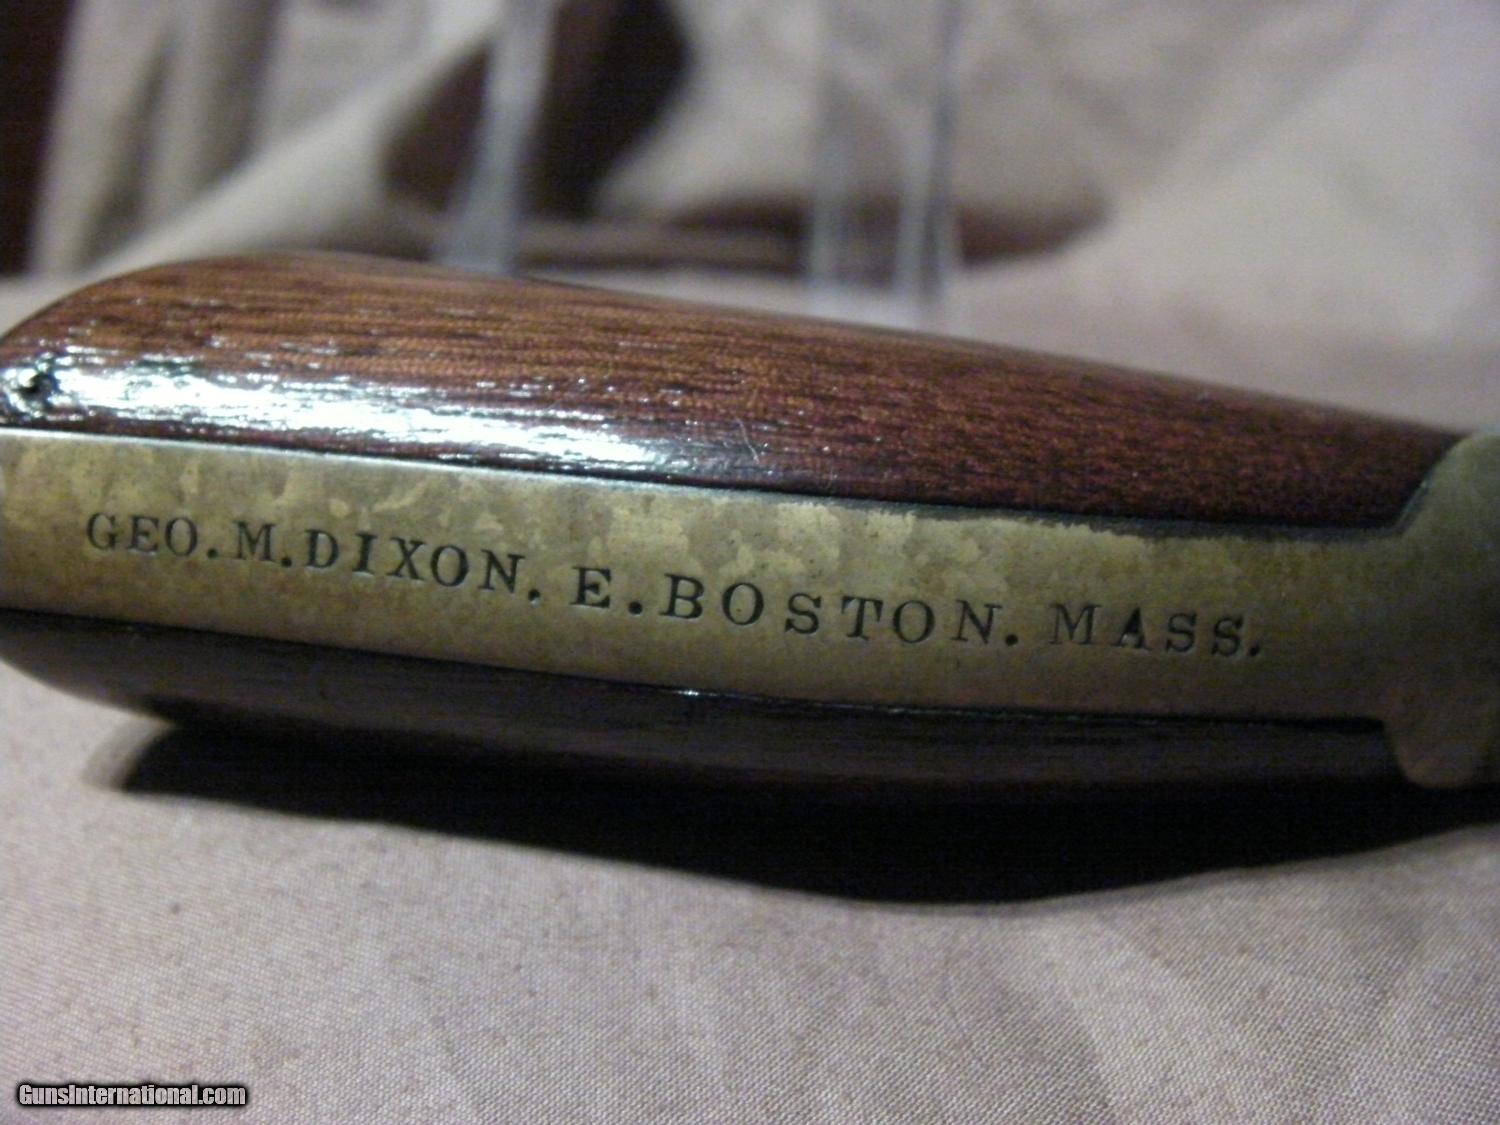 GEO. M. DIXON. E. BOSTON. MASS.
GunsInternational.com